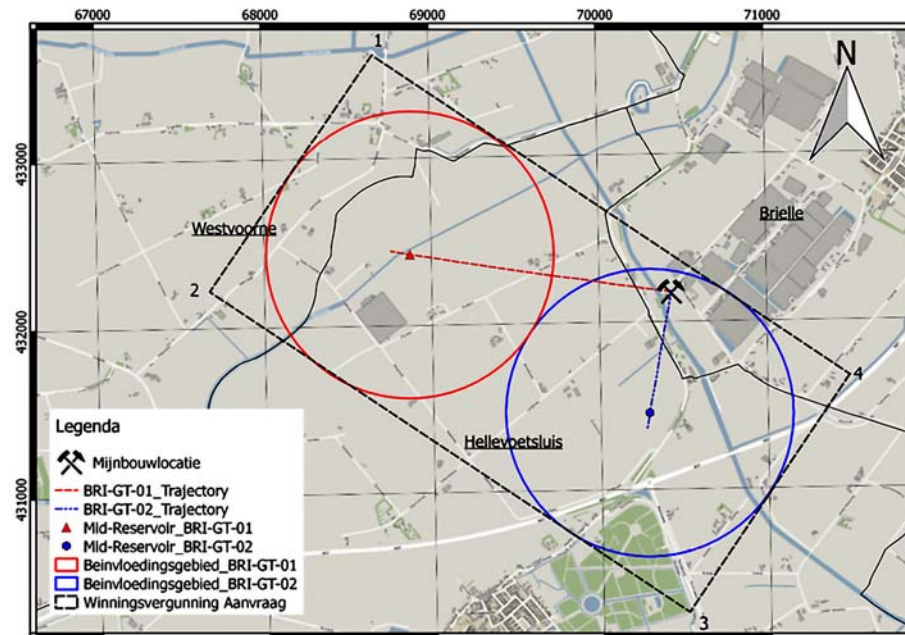 67000 68000 69000 70000 71000
1
N
433000
Brielle
Westvoorne
2
432000
4
Hellevoetsluis
Legenda
Mijnbouwlocatie
BRI-GT-01_Trajectory
BRI-GT-02_Trajectory
Mid-Reservoir_BRI-GT-01
Mid-Reservoir_BRI-GT-02
Beinvloedingsgebied_BRI-GT-01
Beinvloedingsgebied_BRI-GT-02
Winningsvergunning Aanvraag
431000
3